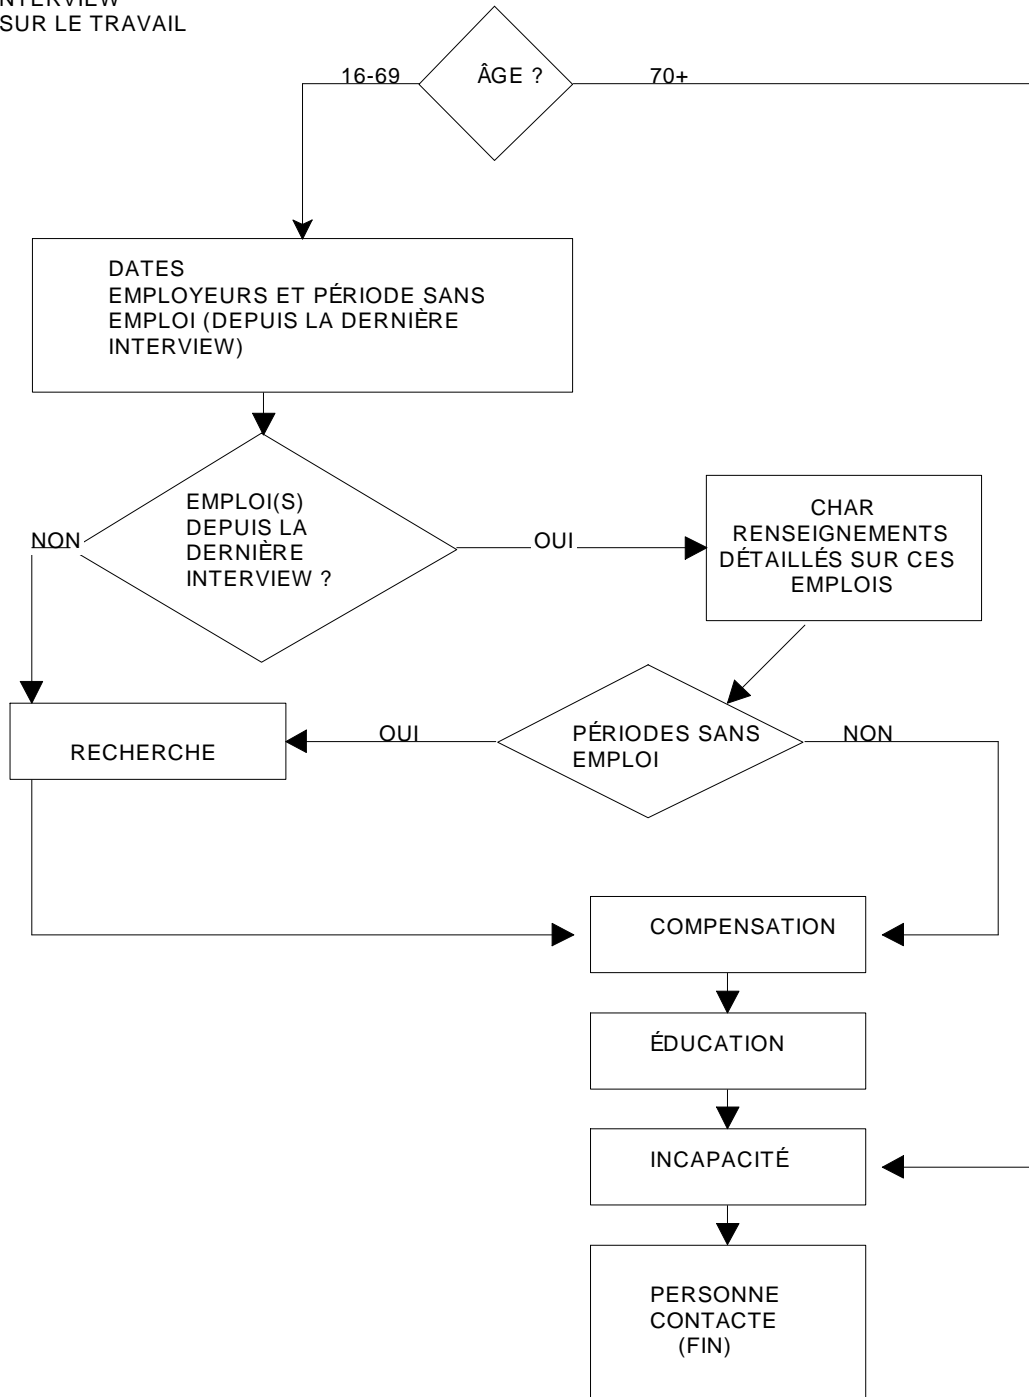 INTERVIEW
SUR LE TRAVAIL
16-69
ÂGE ?
70+
DATES
EMPLOYEURS ET PÉRIODE SANS
EMPLOI (DEPUIS LA DERNIÈRE
INTERVIEW)
NON
EMPLOI(S)
DEPUIS LA
DERNIÈRE
INTERVIEW ?
OUI
CHAR
RENSEIGNEMENTS
DÉTAILLÉS SUR CES
EMPLOIS
RECHERCHE
OUI
PÉRIODES SANS
EMPLOI
NON
COMPENSATION
ÉDUCATION
INCAPACITÉ
PERSONNE
CONTACTE
(FIN)